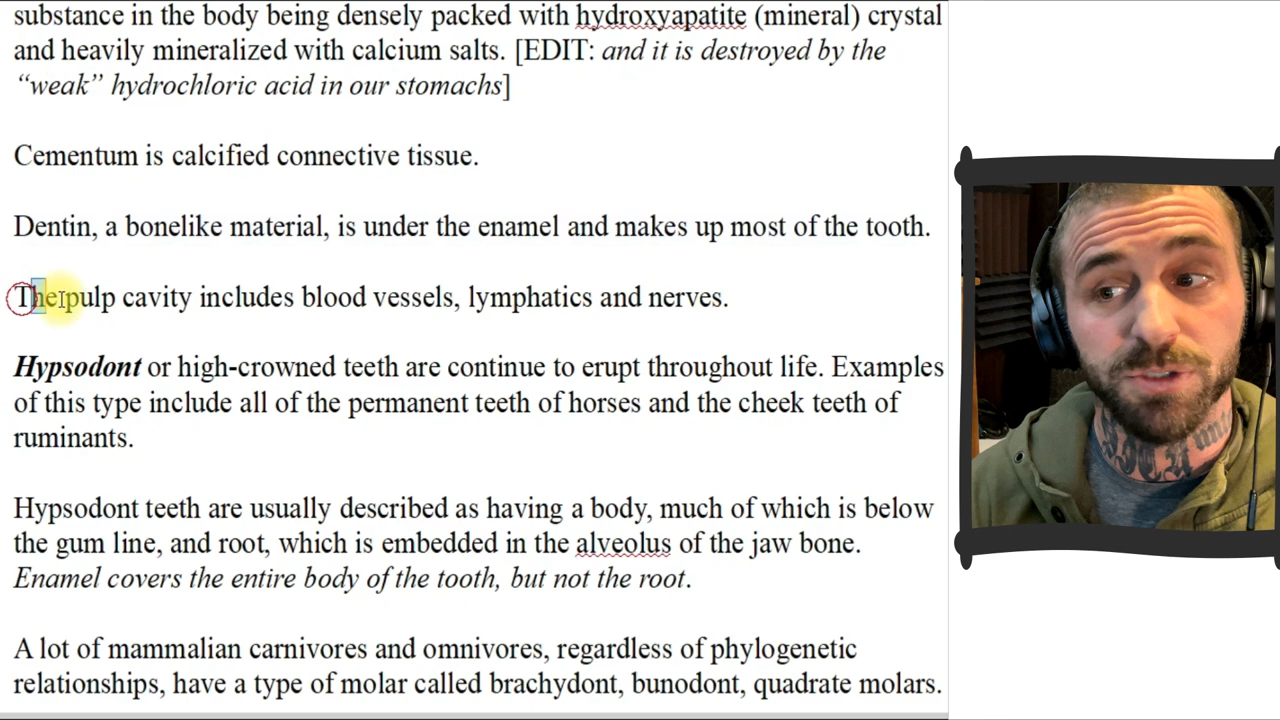 substance in the body being densely packed with hydroxyapatite (mineral) crystal
and heavily mineralized with calcium salts. [EDIT: and it is destroyed by the
“weak” hydrochloric acid in our stomachs]
Cementum is calcified connective tissue.
Dentin, a bonelike material, is under the enamel and makes up most of the tooth.
The pulp cavity includes blood vessels, lymphatics and nerves.
Hypsodont or high-crowned teeth are continue to erupt throughout life. Examples
of this type include all of the permanent teeth of horses and the cheek teeth of
ruminants.
Hypsodont teeth are usually described as having a body, much of which is below
the gum line, and root, which is embedded in the alveolus of the jaw bone.
Enamel covers the entire body of the tooth, but not the root.
A lot of mammalian carnivores and omnivores, regardless of phylogenetic
relationships, have a type of molar called brachydont, bunodont, quadrate molars.